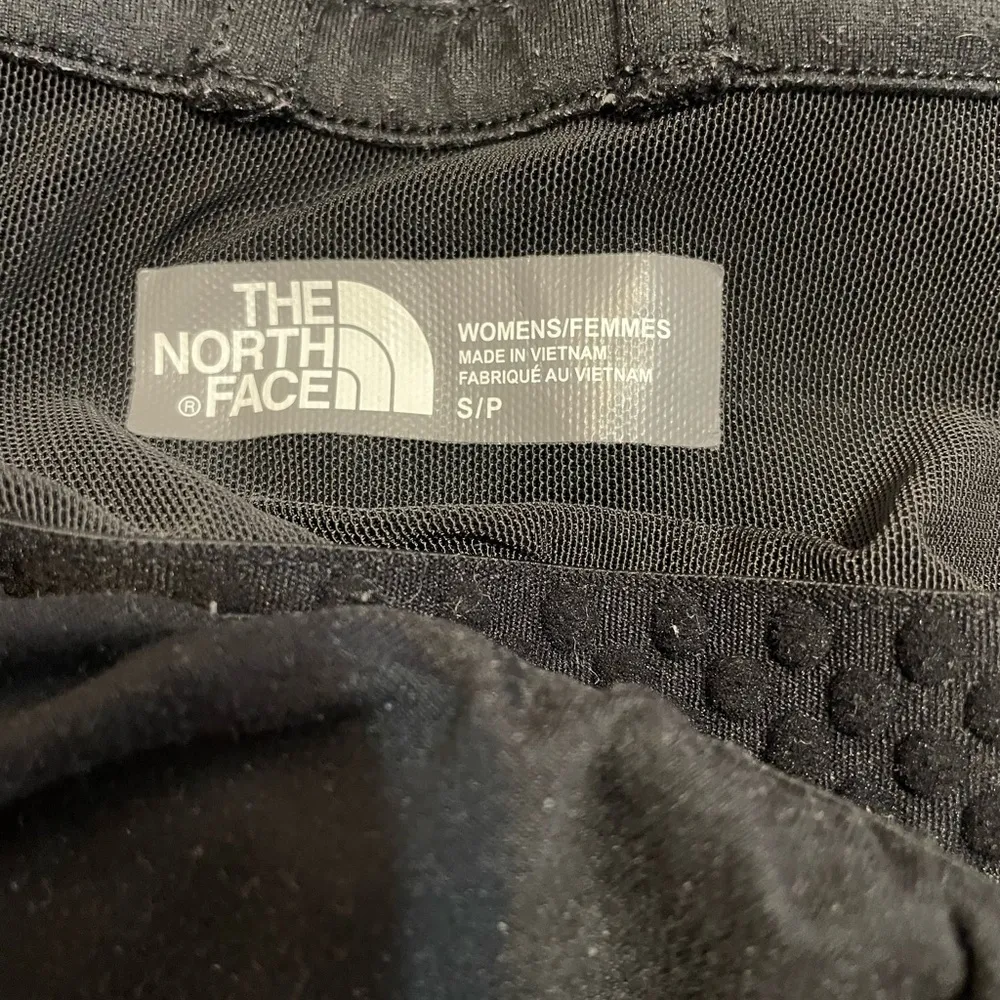 THE
NORTH
® FACE
WOMENS/FEMMES
MADE IN VIETNAM
FABRIQUÉ AU VIETNAM
S/P